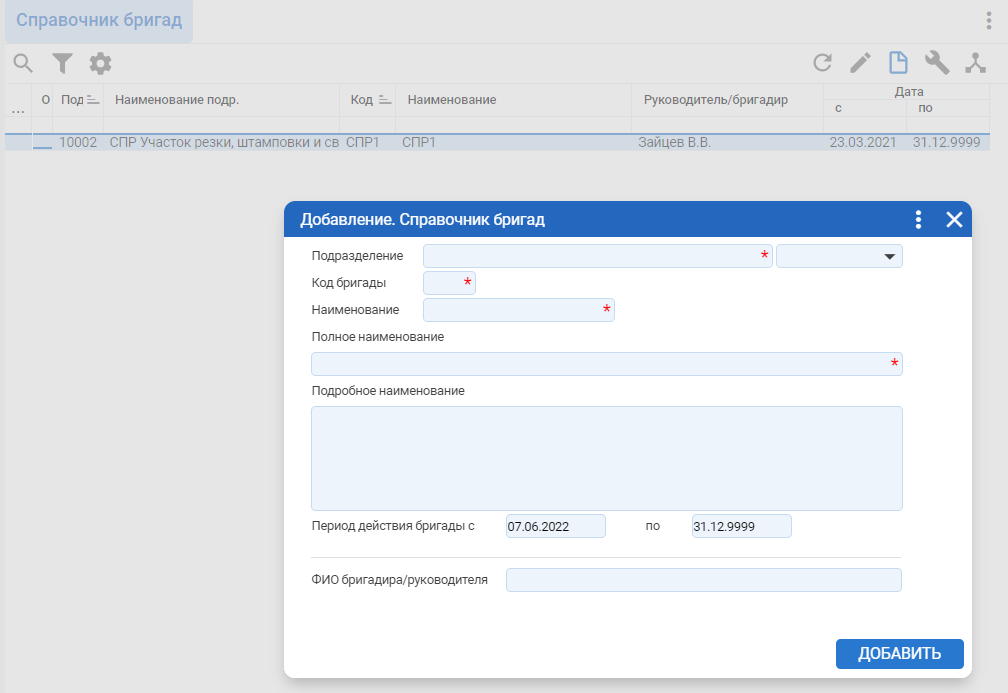 Справочник бригад
Дата
... О Под Наименование подр. Код Наименование Руководитель/бригадир с по
10002 СПР Участок резки, штамповки и св СПР1 СПР1 Зайцев В.В. 23.03.2021 31.12.9999
Добавление. Справочник бригад
Подразделение *
Код бригады *
Наименование *
Полное наименование
*
Подробное наименование
Период действия бригады с 07.06.2022 по 31.12.9999
ФИО бригадира/руководителя
ДОБАВИТЬ